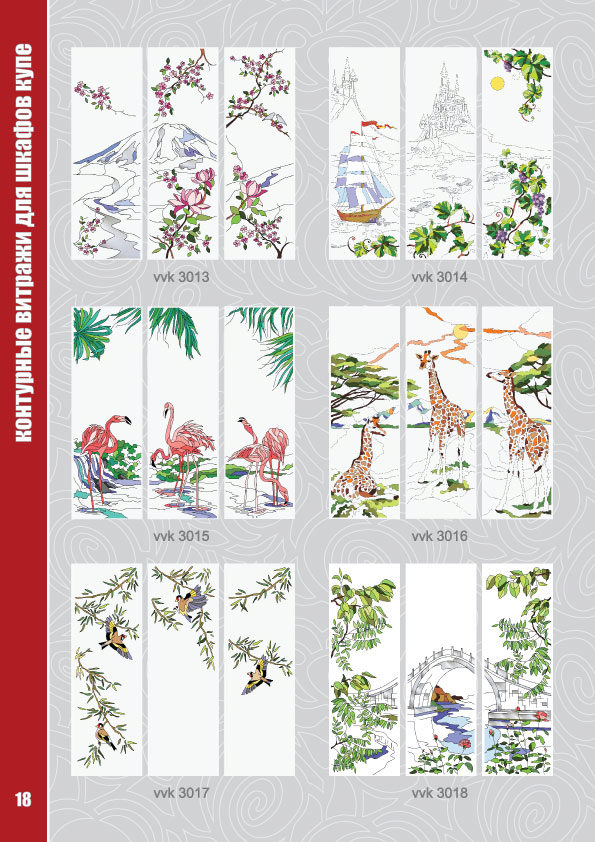 контурные витражи для шкафов купе
vvk 3013
vvk 3014
vvk 3015
vvk 3016
vvk 3017
vvk 3018
18